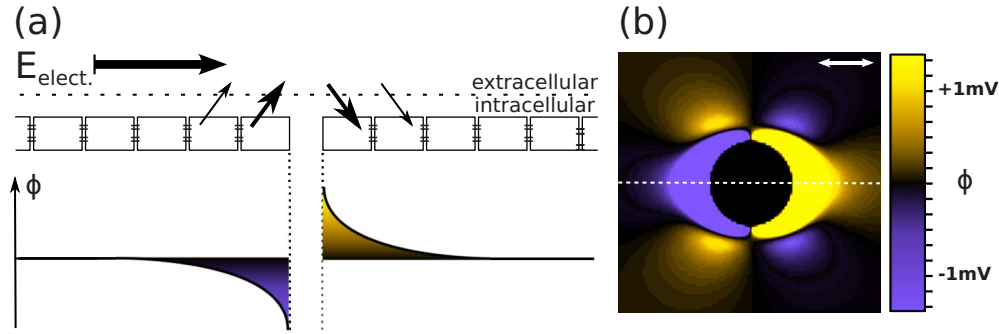 (a)
E elect.
extracellular
intracellular
ϕ
(b)
+1mV
ϕ
-1mV